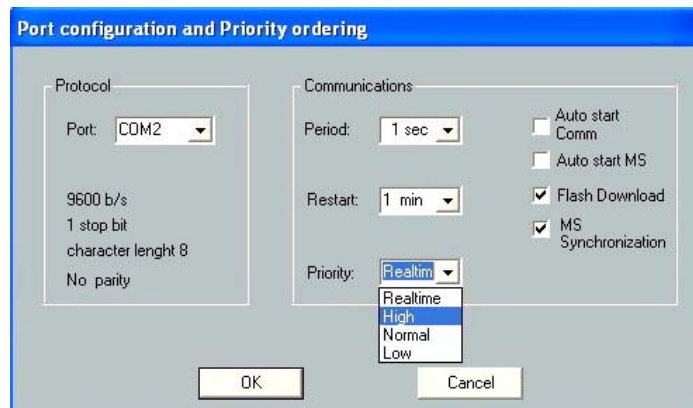 Port configuration and Priority ordering
Protocol
Port: COM2
9600 b/s
1 stop bit
character lenght 8
No parity
Communications
Period: 1 sec
Restart: 1 min
Priority: Realtim
Realtime
High
Normal
Low
Auto start
Comm
Auto start MS
Flash Download
MS
Synchronization
OK
Cancel